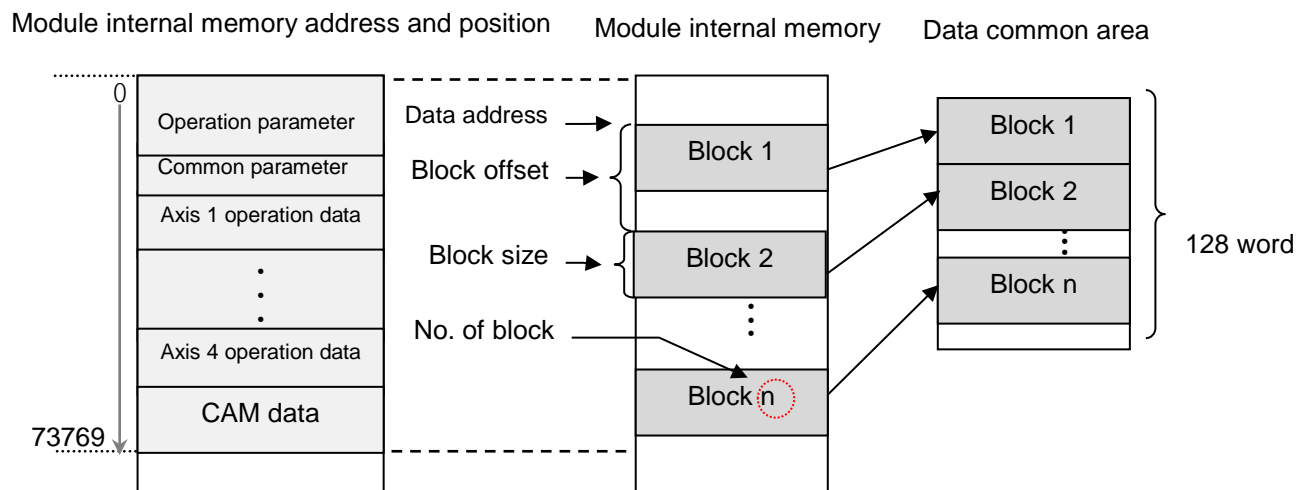 Module internal memory address and position
Module internal memory
Data common area
0
Operation parameter
Common parameter
Axis 1 operation data
Axis 4 operation data
CAM data
73769
Data address
Block offset
Block size
No. of block
Block 1
Block 2
Block n
Block 1
Block 2
Block n
128 word